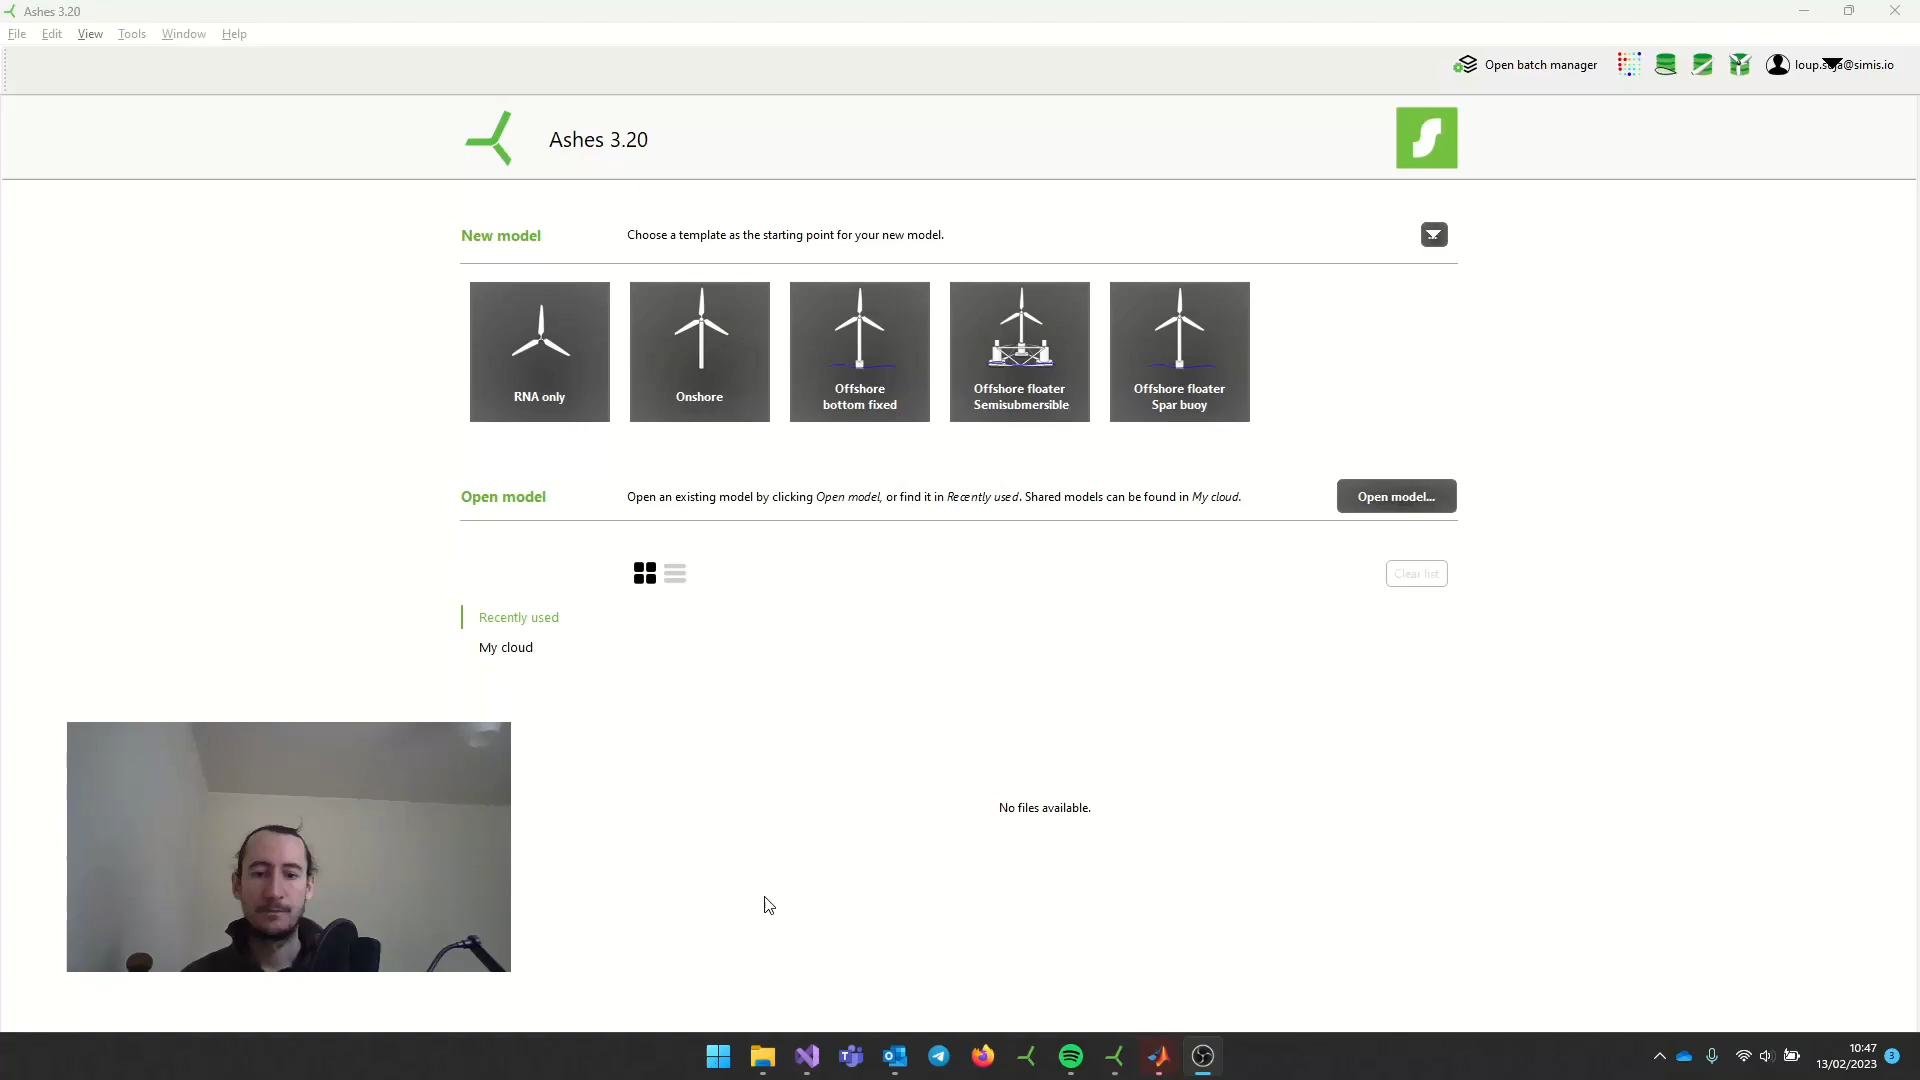 Ashes 3.20
File Edit View Tools Window Help
Open batch manager
Ashes 3.20
New model
Choose a template as the starting point for your new model.
RNA only
Onshore
Offshore
bottom fixed
Offshore floater
Semisubmersible
Offshore floater
Spar buoy
Open model
Open an existing model by clicking Open model, or find it in Recently used. Shared models can be found in My cloud.
Open model...
Clear list
Recently used
My cloud
No files available.
10:47
13/02/2023
3